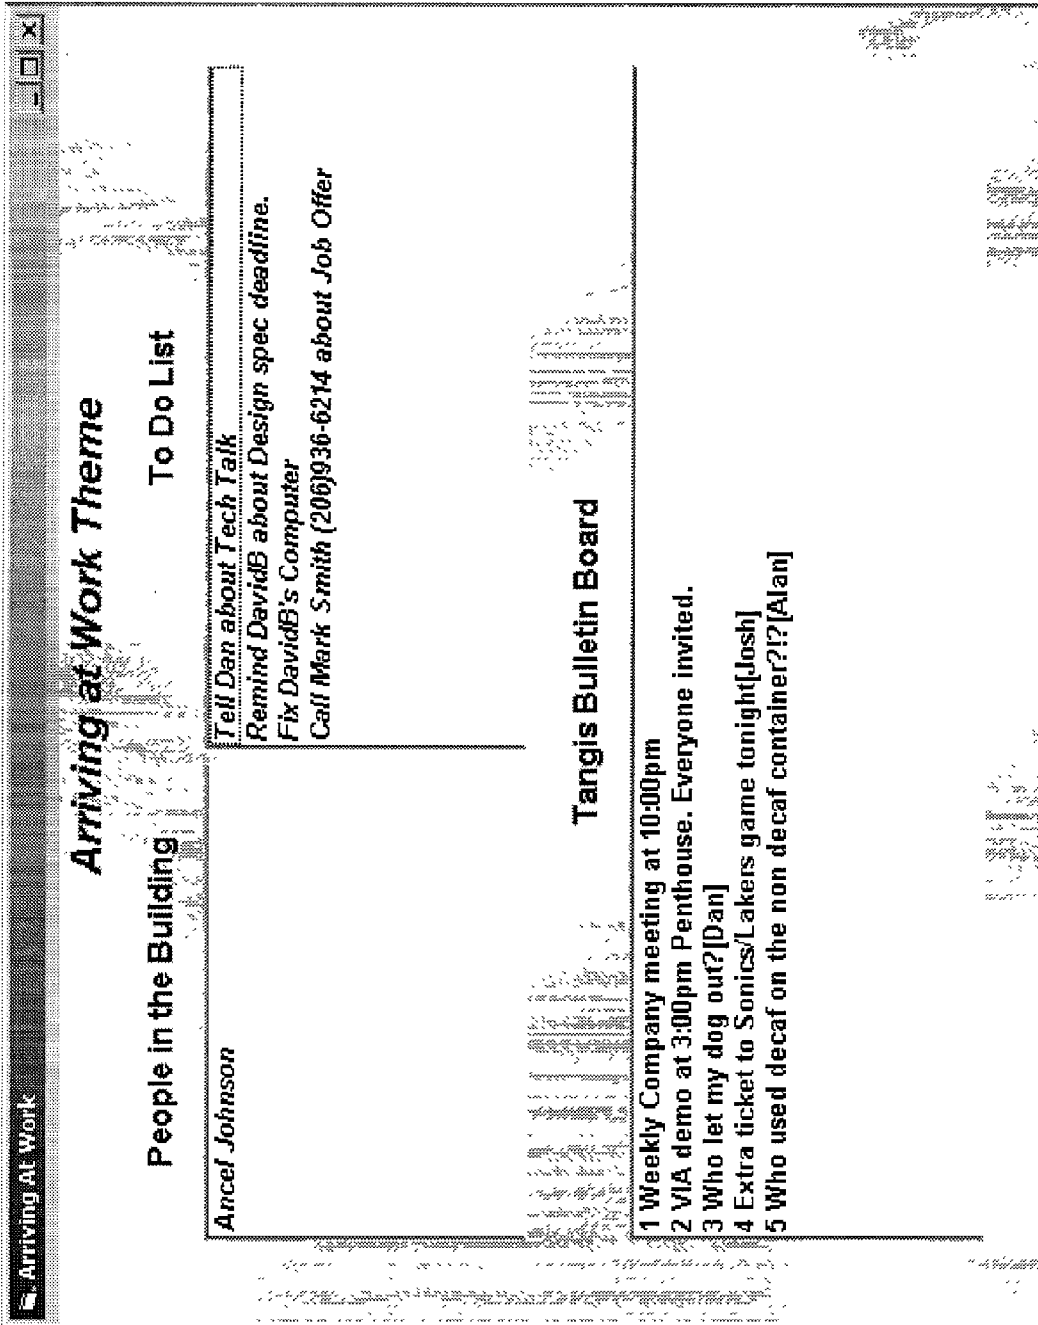 Arriving At Work
Arriving at Work Theme
People in the Building
To Do List
Ancel Johnson
Tell Dan about Tech Talk
Remind DavidB about Design spec deadline.
Fix DavidB's Computer
Call Mark Smith (206)936-6214 about Job Offer
Tangis Bulletin Board
1 Weekly Company meeting at 10:00pm
2 VIA demo at 3:00pm Penthouse. Everyone invited.
3 Who let my dog out?[Dan]
4 Extra ticket to Sonics/Lakers game tonight[Josh]
5 Who used decaf on the non decaf container?!?[Alan]